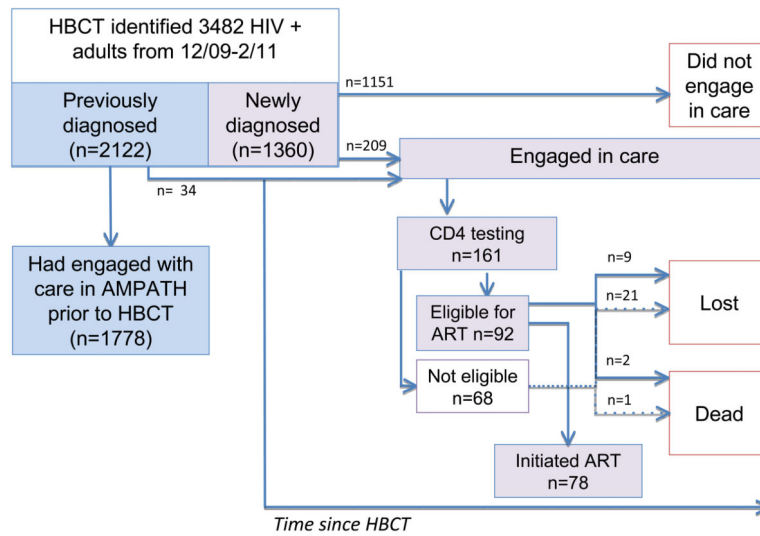 HBCT identified 3482 HIV +
adults from 12/09-2/11
Previously
diagnosed
(n=2122)
Newly
diagnosed
(n=1360)
n=1151
Did not
engage
in care
n=209
Engaged in care
n= 34
Had engaged with
care in AMPATH
prior to HBCT
(n=1778)
CD4 testing
n=161
Eligible for
ART n=92
Not eligible
n=68
n=9
n=21
Lost
n=2
n=1
Dead
Initiated ART
n=78
Time since HBCT